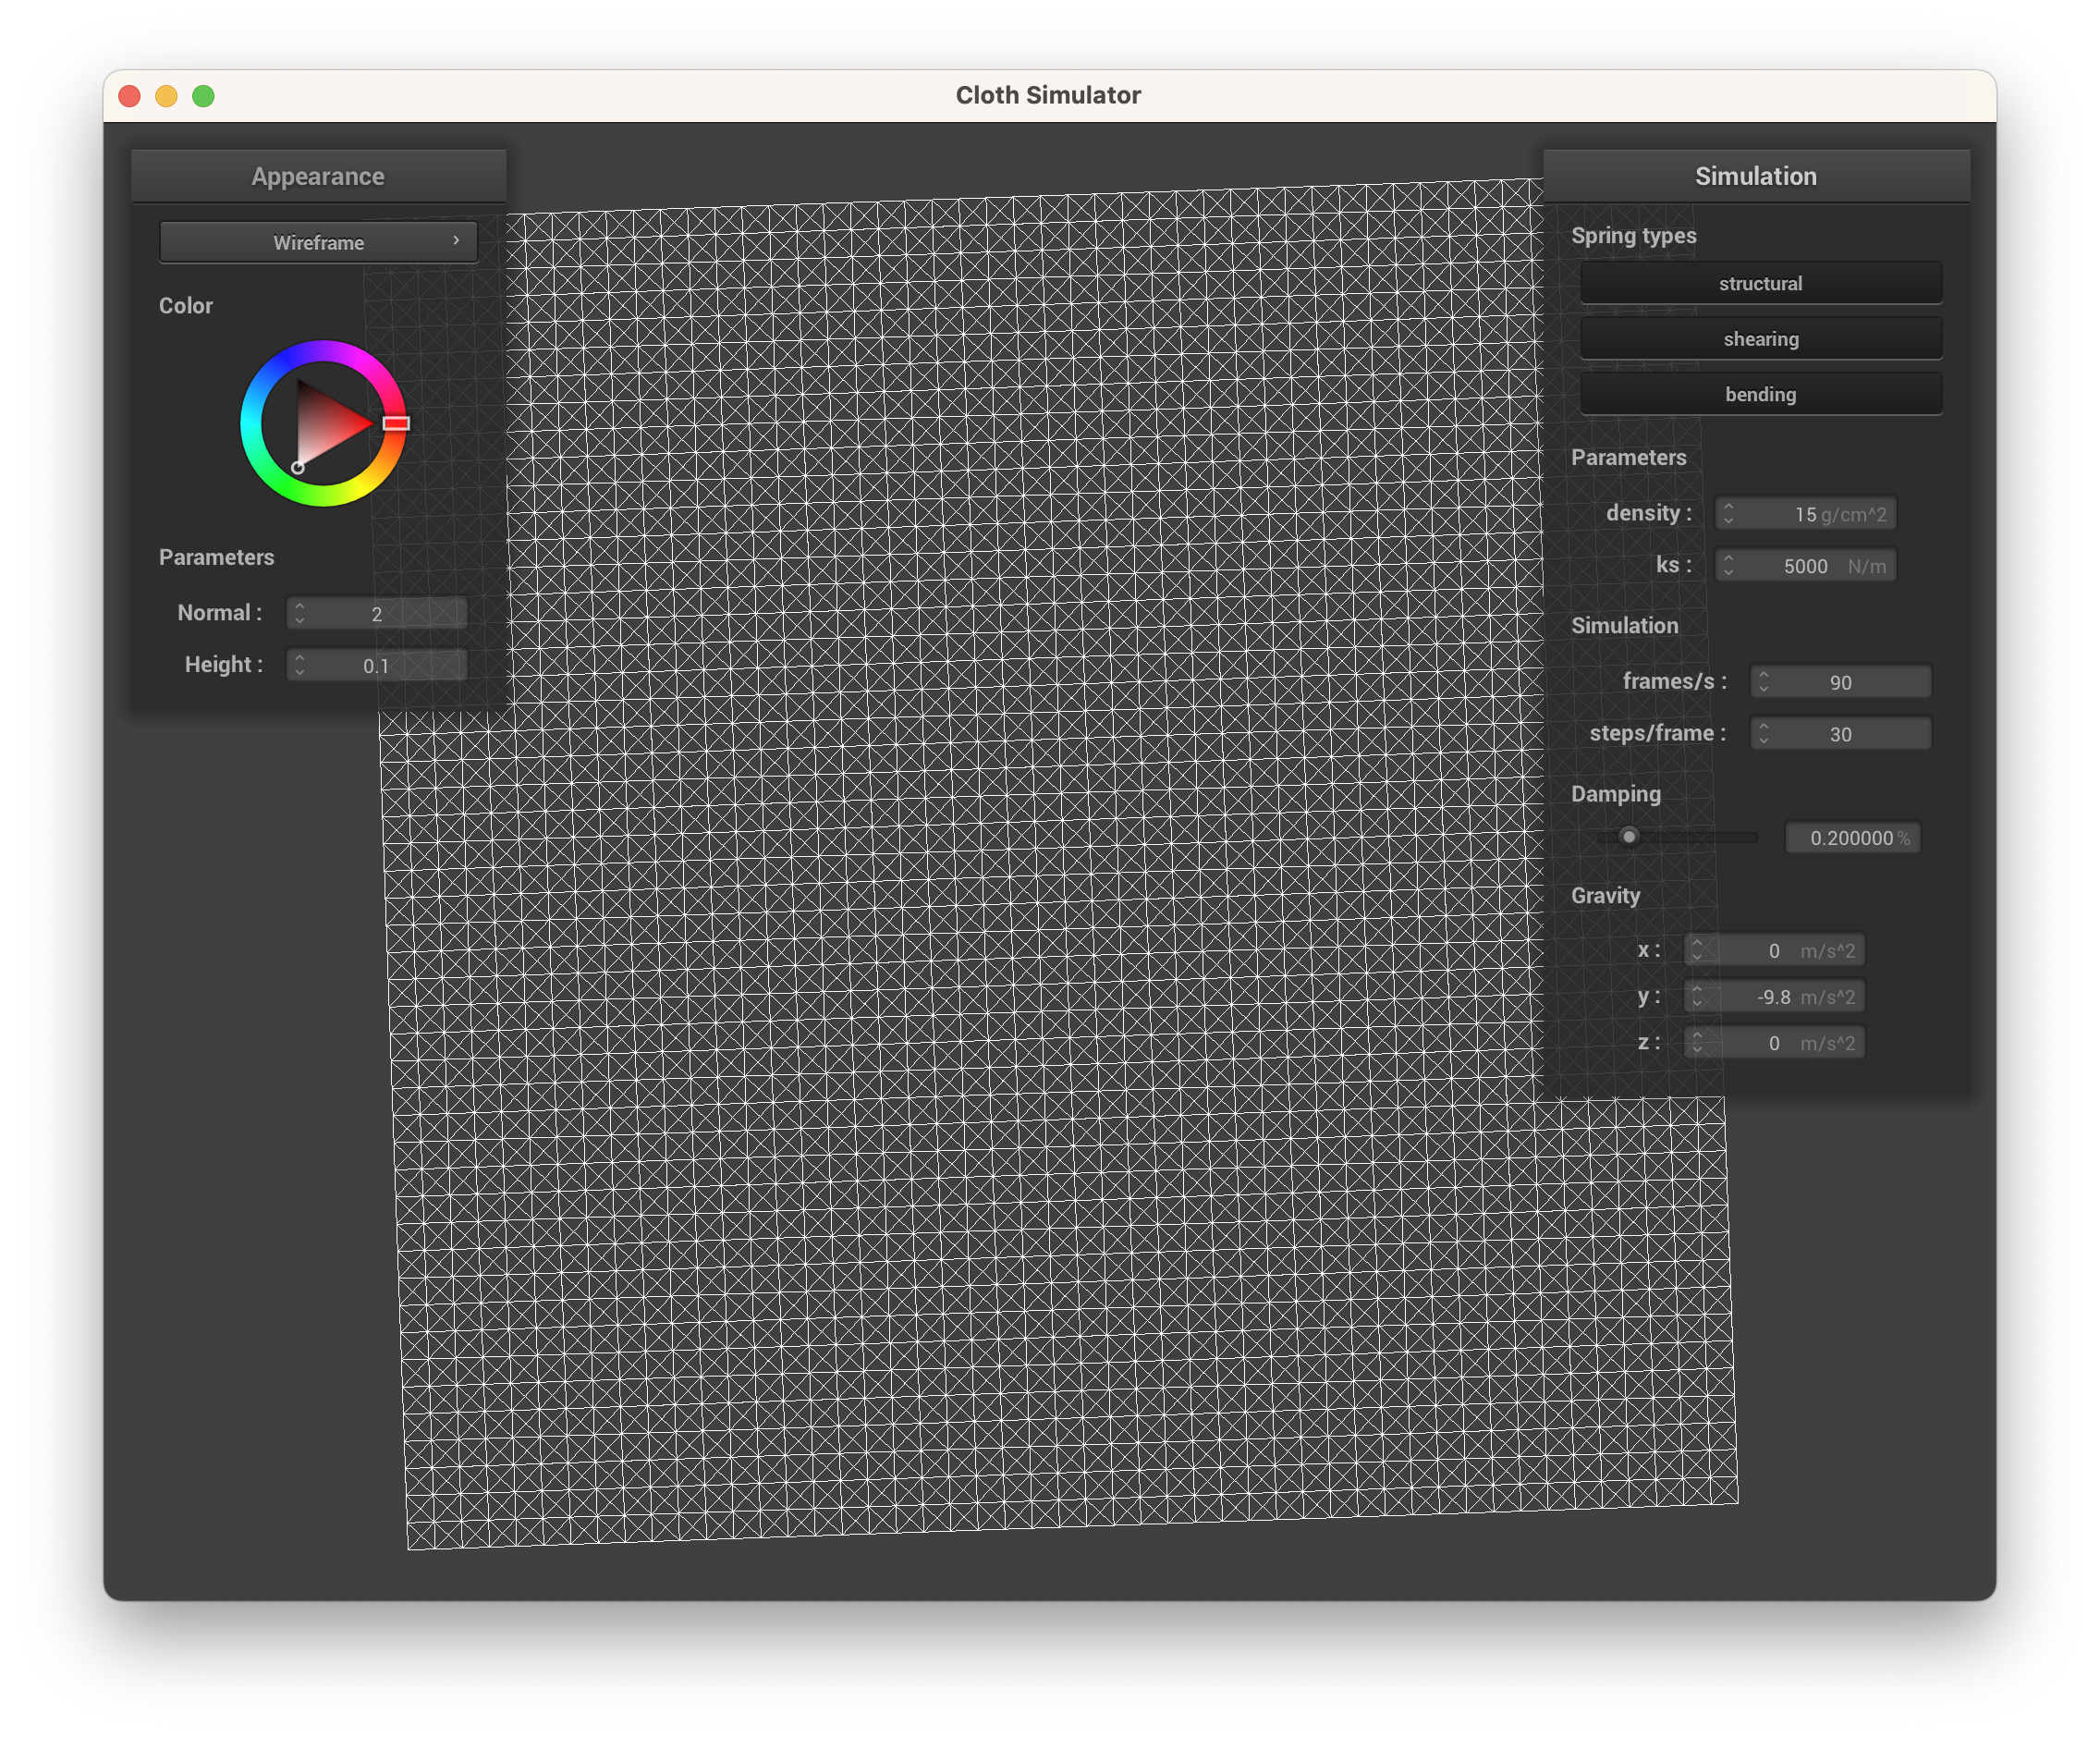 Cloth Simulator
Appearance
Wireframe
Color
Parameters
Normal : 2
Height : 0.1
Simulation
Spring types
structural
shearing
bending
Parameters
density : 15 g/cm^2
ks : 5000 N/m
Simulation
frames/s : 90
steps/frame : 30
Damping
0.200000 %
Gravity
x : 0 m/s^2
y : -9.8 m/s^2
z : 0 m/s^2